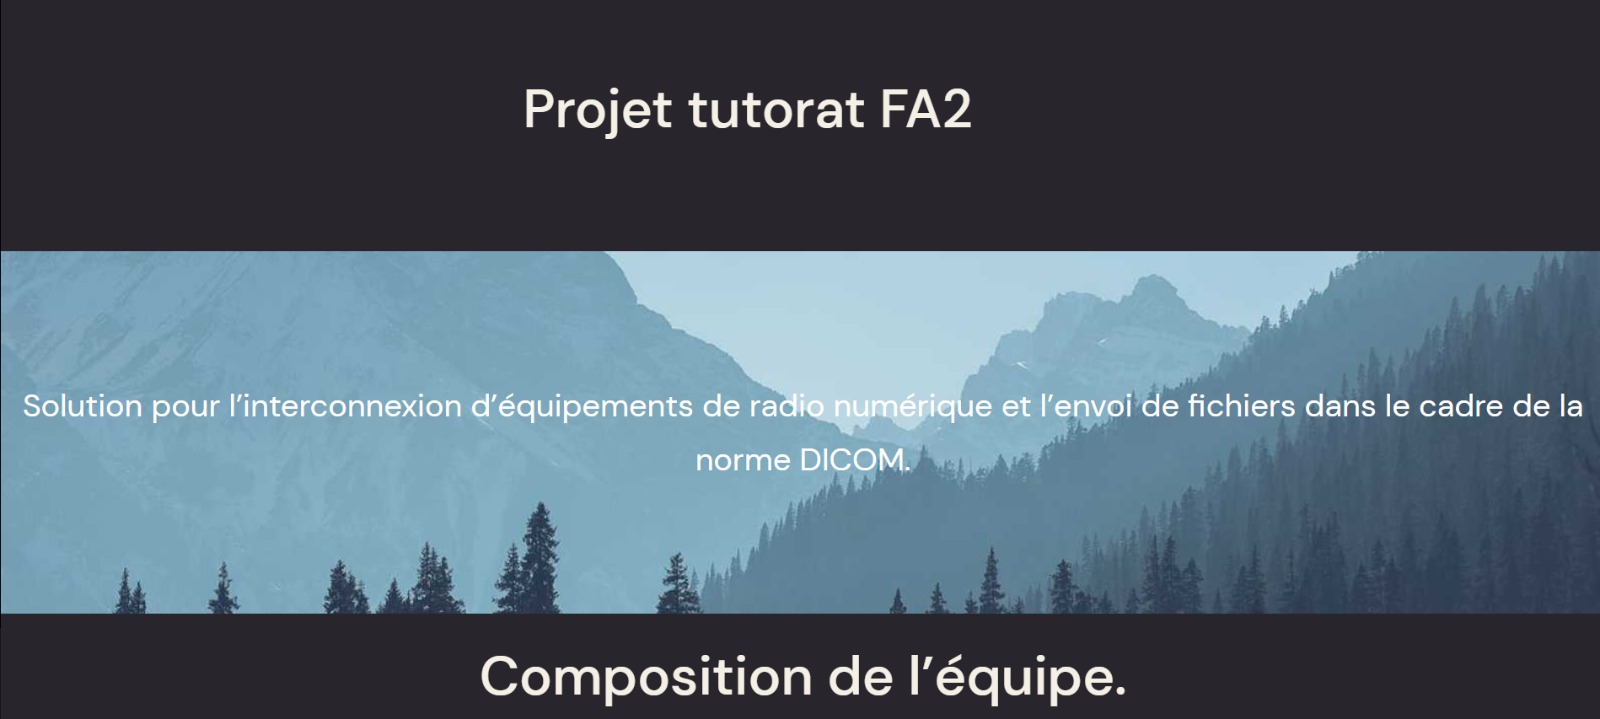 Projet tutorat FA2
Solution pour l’interconnexion d’équipements de radio numérique et l’envoi de fichiers dans le cadre de la
norme DICOM.
Composition de l’équipe.